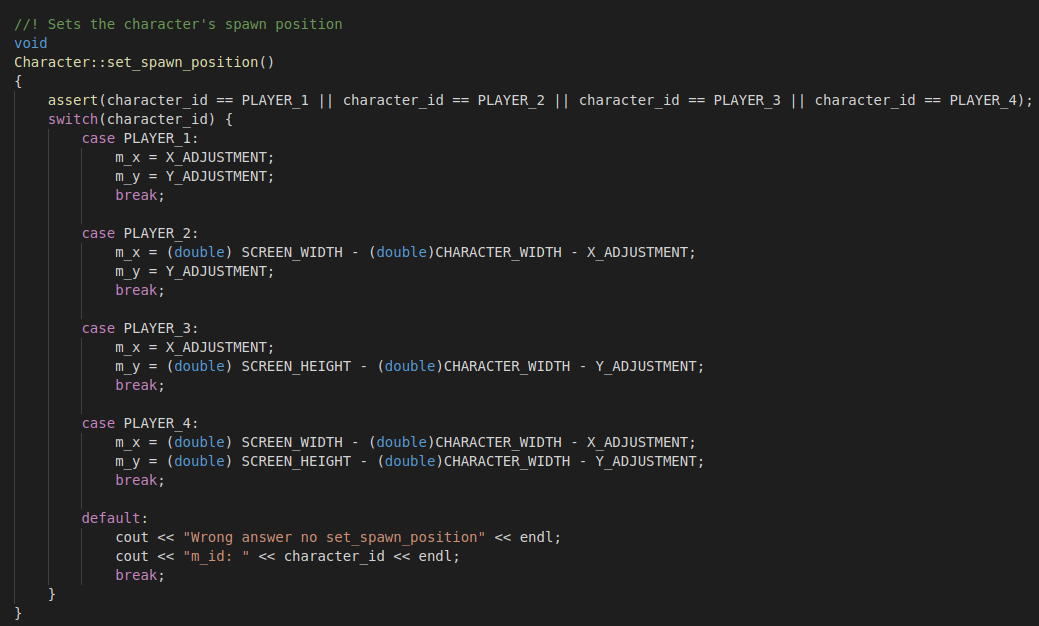 //! Sets the character's spawn position
void
Character::set_spawn_position()
{
    assert(character_id == PLAYER_1 || character_id == PLAYER_2 || character_id == PLAYER_3 || character_id == PLAYER_4);
    switch(character_id) {
        case PLAYER_1:
            m_x = X_ADJUSTMENT;
            m_y = Y_ADJUSTMENT;
            break;

        case PLAYER_2:
            m_x = (double) SCREEN_WIDTH - (double)CHARACTER_WIDTH - X_ADJUSTMENT;
            m_y = Y_ADJUSTMENT;
            break;

        case PLAYER_3:
            m_x = X_ADJUSTMENT;
            m_y = (double) SCREEN_HEIGHT - (double)CHARACTER_WIDTH - Y_ADJUSTMENT;
            break;

        case PLAYER_4:
            m_x = (double) SCREEN_WIDTH - (double)CHARACTER_WIDTH - X_ADJUSTMENT;
            m_y = (double) SCREEN_HEIGHT - (double)CHARACTER_WIDTH - Y_ADJUSTMENT;
            break;

        default:
            cout << "Wrong answer no set_spawn_position" << endl;
            cout << "m_id: " << character_id << endl;
            break;
    }
}